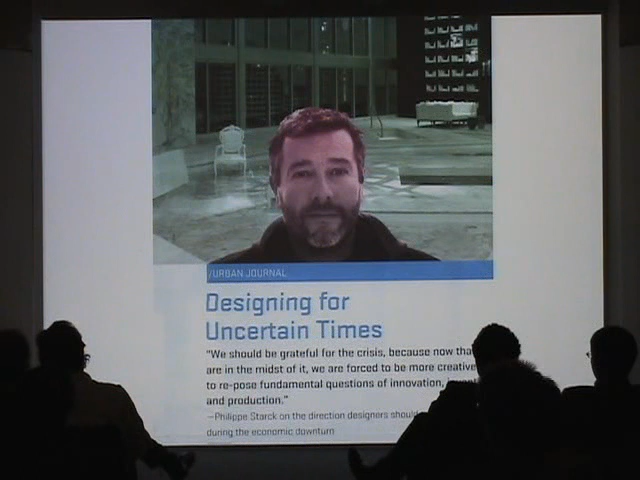 /URBAN JOURNAL
Designing for
Uncertain Times
"We should be grateful for the crisis, because now that
are in the midst of it, we are forced to be more creative
to re-pose fundamental questions of innovation,
and production."
—Philippe Starck on the direction designers should
during the economic downturn